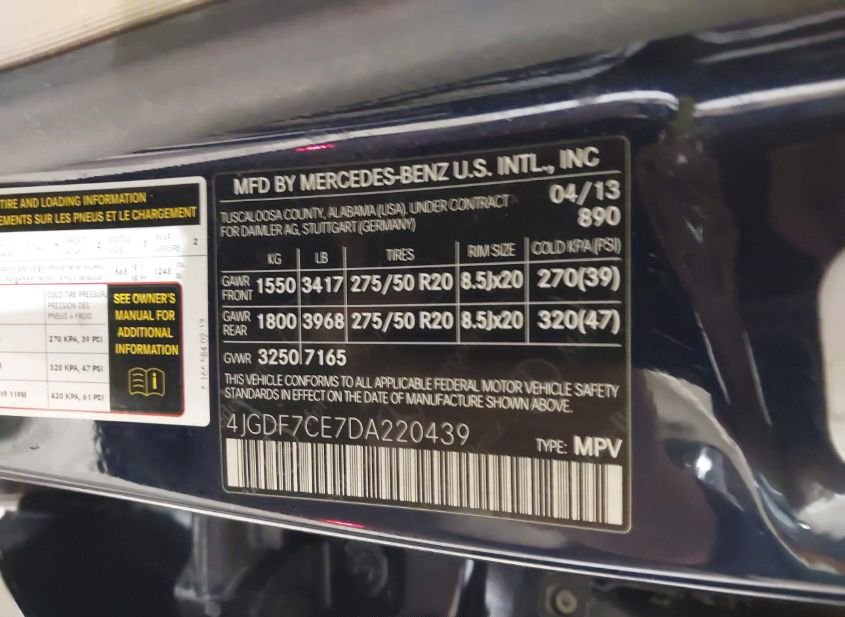 TIRE AND LOADING INFORMATION
EMENTS SUR LES PNEUS ET LE CHARGEMENT
COLD TIRE PRESSURE
PRESSION DES
PNEUS A FROID
270 KPA, 39 PSI
320 KPA, 47 PSI
420 KPA, 61 PSI
SEE OWNER'S
MANUAL FOR
ADDITIONAL
INFORMATION
MFD BY MERCEDES-BENZ U.S. INTL., INC
TUSCALOOSA COUNTY, ALABAMA (USA), UNDER CONTRACT 04/13
FOR DAIMLER AG, STUTTGART (GERMANY) 890
KG LB TIRES RIM SIZE COLD KPA (PSI)
GAWR FRONT 1550 3417 275/50 R20 8.5Jx20 270(39)
GAWR REAR 1800 3968 275/50 R20 8.5Jx20 320(47)
GVWR 3250 7165
THIS VEHICLE CONFORMS TO ALL APPLICABLE FEDERAL MOTOR VEHICLE SAFETY
STANDARDS IN EFFECT ON THE DATE OF MANUFACTURE SHOWN ABOVE.
4JGDF7CE7DA220439
TYPE: MPV